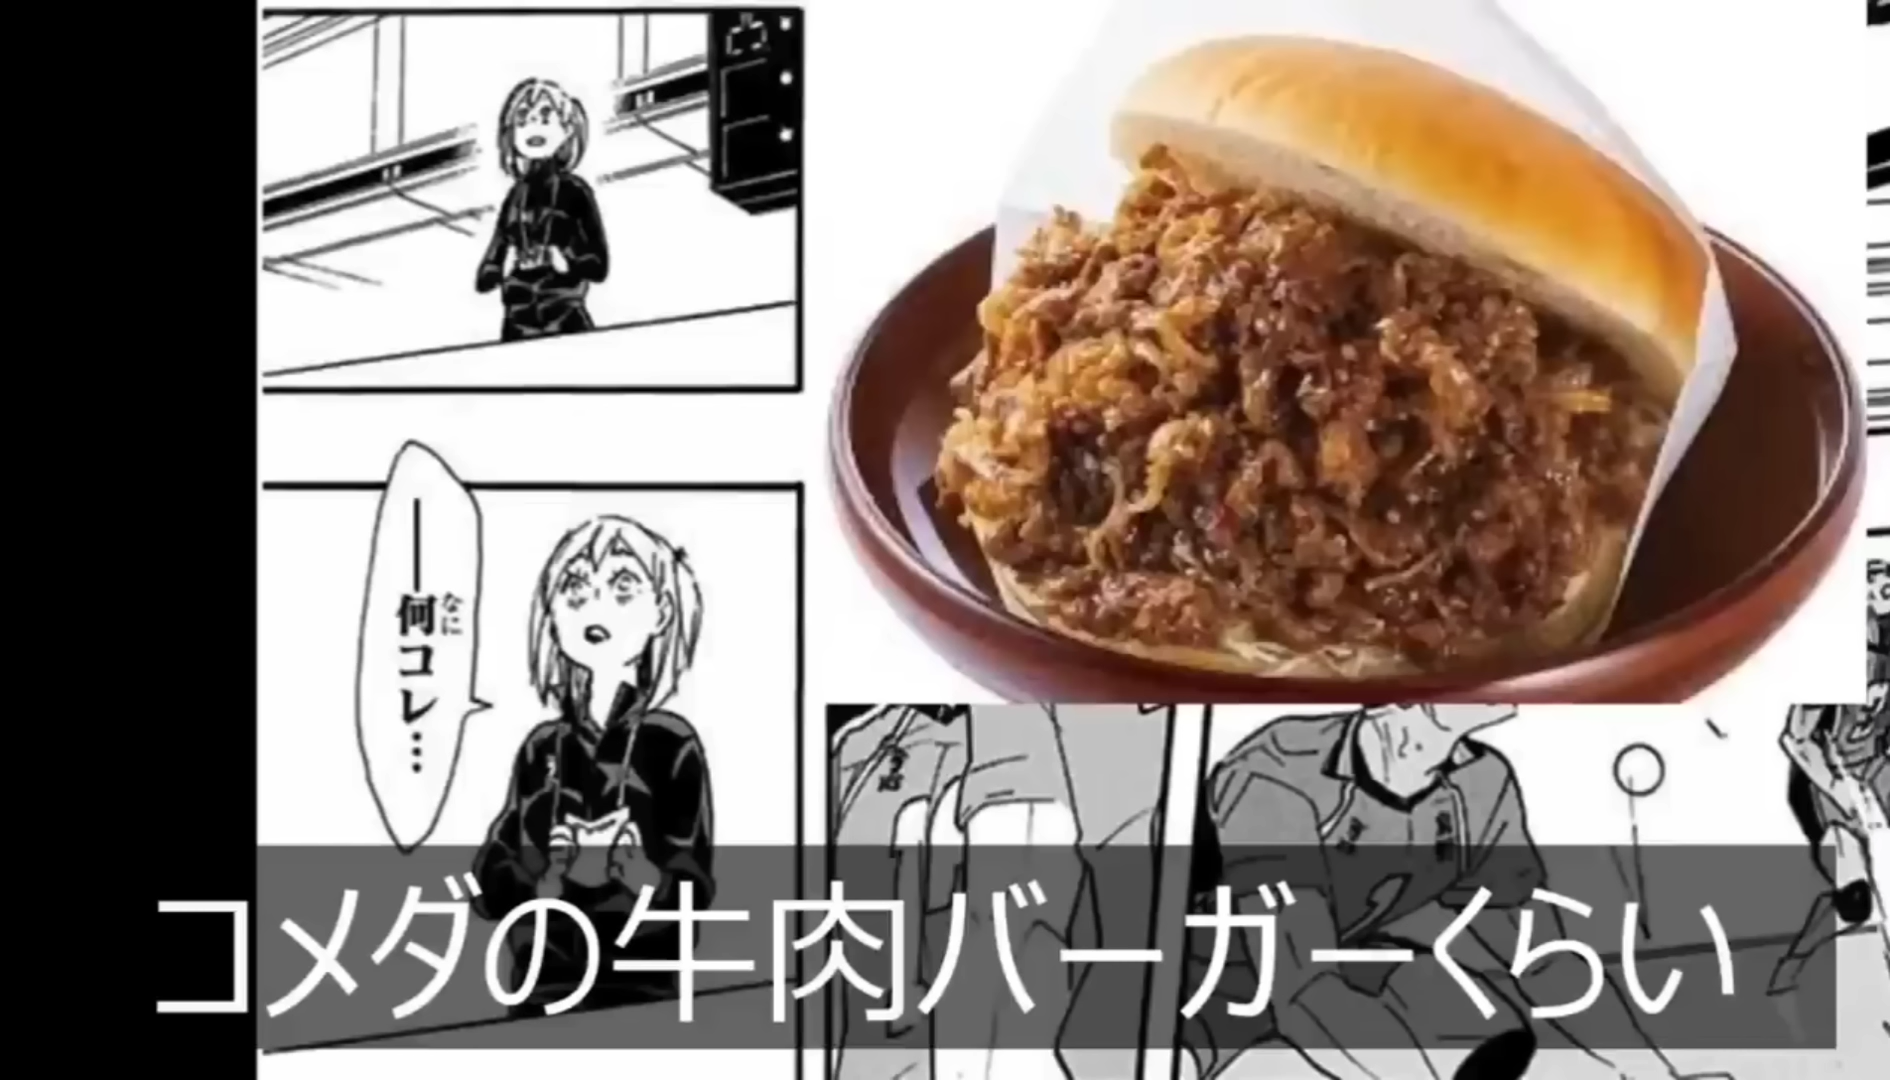 ――何コレ…
なに
コメダの牛肉バーガーくらい